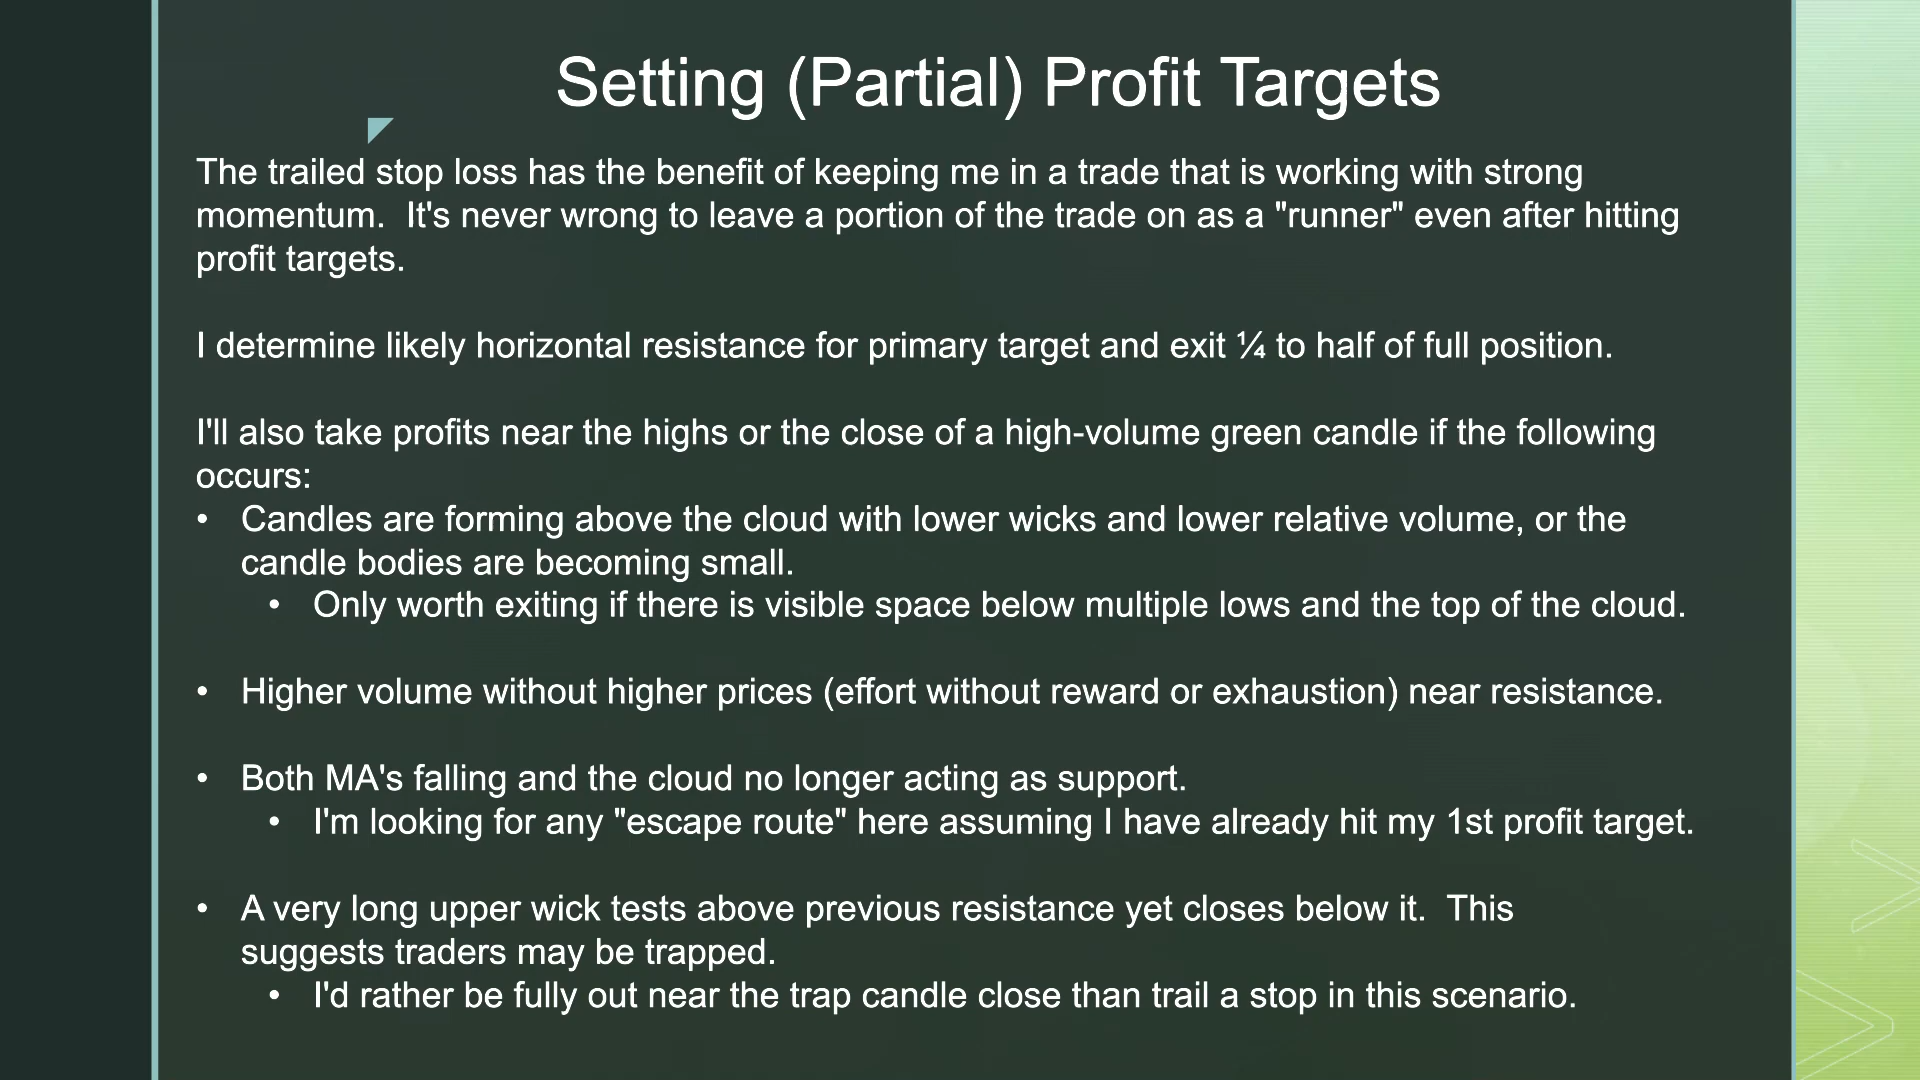 Setting (Partial) Profit Targets
The trailed stop loss has the benefit of keeping me in a trade that is working with strong
momentum.  It's never wrong to leave a portion of the trade on as a "runner" even after hitting
profit targets.
I determine likely horizontal resistance for primary target and exit ¼ to half of full position.
I'll also take profits near the highs or the close of a high-volume green candle if the following
occurs:
• Candles are forming above the cloud with lower wicks and lower relative volume, or the
candle bodies are becoming small.
• Only worth exiting if there is visible space below multiple lows and the top of the cloud.
• Higher volume without higher prices (effort without reward or exhaustion) near resistance.
• Both MA's falling and the cloud no longer acting as support.
• I'm looking for any "escape route" here assuming I have already hit my 1st profit target.
• A very long upper wick tests above previous resistance yet closes below it.  This
suggests traders may be trapped.
• I'd rather be fully out near the trap candle close than trail a stop in this scenario.